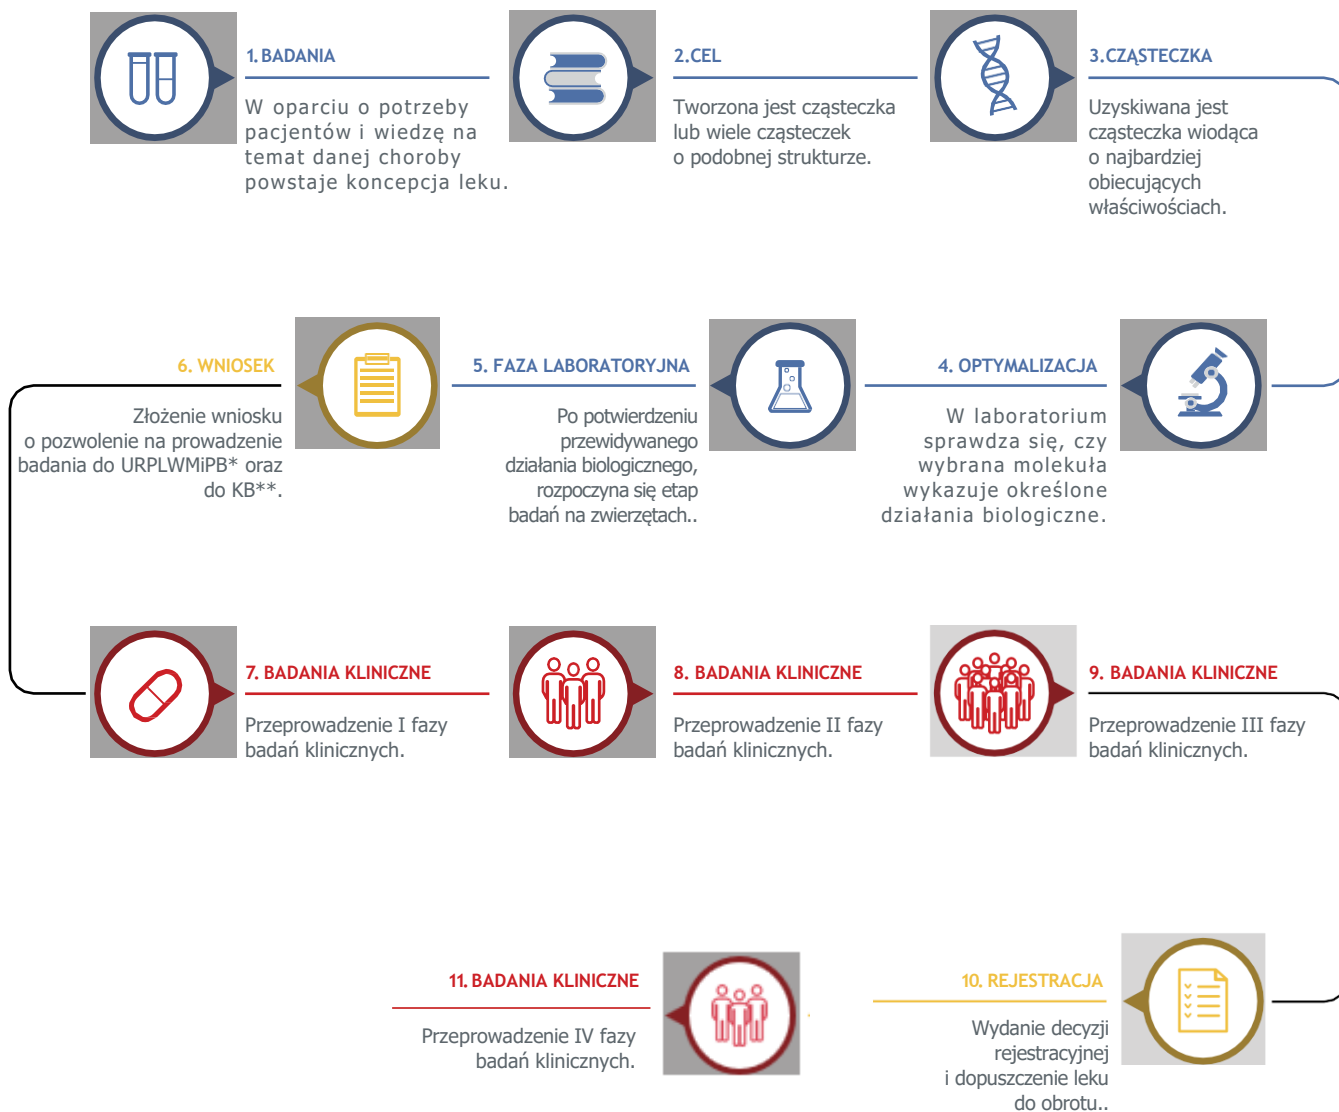 1. BADANIA
W oparciu o potrzeby
pacjentów i wiedzę na
temat danej choroby
powstaje koncepcja leku.
2.CEL
Tworzona jest cząsteczka
lub wiele cząsteczek
o podobnej strukturze.
3.CZĄSTECZKA
Uzyskiwana jest
cząsteczka wiodąca
o najbardziej
obiecujących
właściwościach.
4. OPTYMALIZACJA
W laboratorium
sprawdza się, czy
wybrana molekuła
wykazuje określone
działania biologiczne.
5. FAZA LABORATORYJNA
Po potwierdzeniu
przewidywanego
działania biologicznego,
rozpoczyna się etap
badań na zwierzętach..
6. WNIOSEK
Złożenie wniosku
o pozwolenie na prowadzenie
badania do URPLWMiPB* oraz
do KB**.
7. BADANIA KLINICZNE
Przeprowadzenie I fazy
badań klinicznych.
8. BADANIA KLINICZNE
Przeprowadzenie II fazy
badań klinicznych.
9. BADANIA KLINICZNE
Przeprowadzenie III fazy
badań klinicznych.
10. REJESTRACJA
Wydanie decyzji
rejestracyjnej
i dopuszczenie leku
do obrotu..
11. BADANIA KLINICZNE
Przeprowadzenie IV fazy
badań klinicznych.